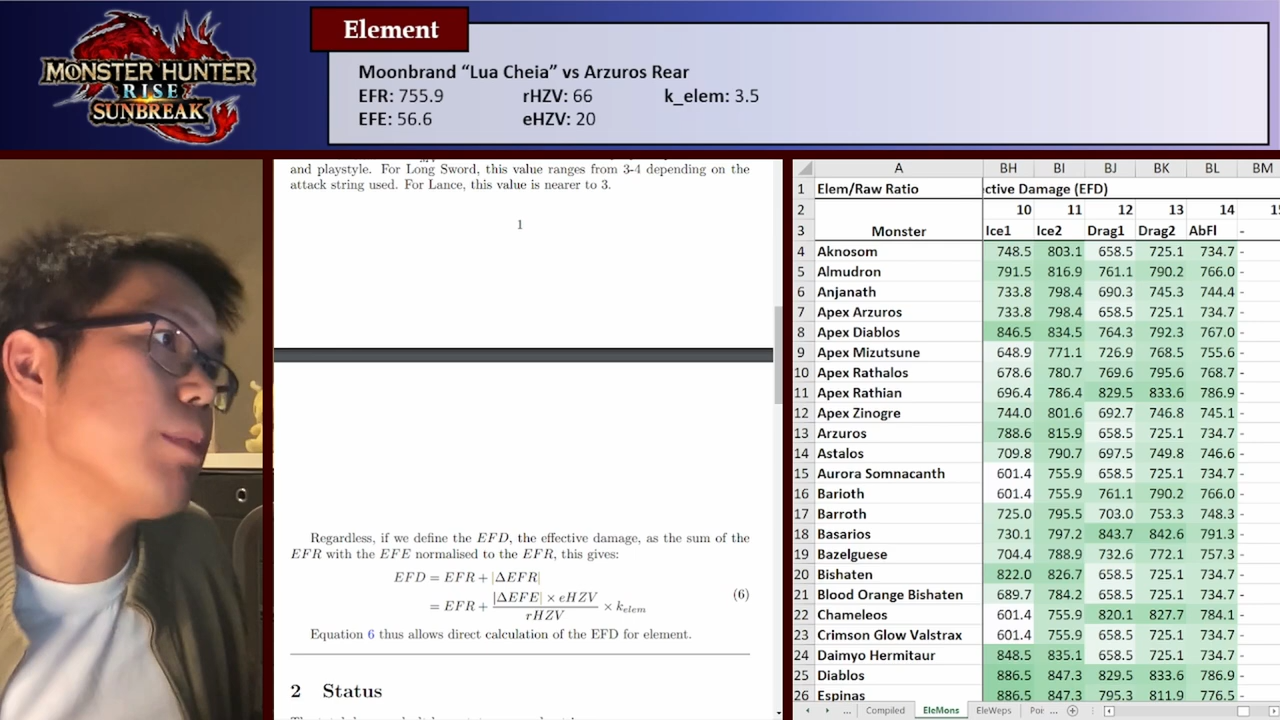 MONSTER HUNTER
RISE
SUNBREAK
Element
Moonbrand “Lua Cheia” vs Arzuros Rear
EFR: 755.9 rHZV: 66 k_elem: 3.5
EFE: 56.6 eHZV: 20
and playstyle. For Long Sword, this value ranges from 3-4 depending on the
attack string used. For Lance, this value is nearer to 3.
1
Regardless, if we define the EFD, the effective damage, as the sum of the
EFR with the EFE normalised to the EFR, this gives:
EFD = EFR + |ΔEFR|
= EFR + |ΔEFE| × eHZV / rHZV × kelem (6)
Equation 6 thus allows direct calculation of the EFD for element.
2 Status
A BH BI BJ BK BL BM
1 Elem/Raw Ratio ctive Damage (EFD)
2 10 11 12 13 14 15
3 Monster Ice1 Ice2 Drag1 Drag2 AbFl -
4 Aknosom 748.5 803.1 658.5 725.1 734.7 -
5 Almudron 791.5 816.9 761.1 790.2 766.0 -
6 Anjanath 733.8 798.4 690.3 745.3 744.4 -
7 Apex Arzuros 733.8 798.4 658.5 725.1 734.7 -
8 Apex Diablos 846.5 834.5 764.3 792.3 767.0 -
9 Apex Mizutsune 648.9 771.1 726.9 768.5 755.6 -
10 Apex Rathalos 678.6 780.7 769.6 795.6 768.7 -
11 Apex Rathian 696.4 786.4 829.5 833.6 786.9 -
12 Apex Zinogre 744.0 801.6 692.7 746.8 745.1 -
13 Arzuros 788.6 815.9 658.5 725.1 734.7 -
14 Astalos 709.8 790.7 697.5 749.8 746.6 -
15 Aurora Somnacanth 601.4 755.9 658.5 725.1 734.7 -
16 Barioth 601.4 755.9 761.1 790.2 766.0 -
17 Barroth 725.0 795.5 703.0 753.3 748.3 -
18 Basarios 730.1 797.2 843.7 842.6 791.3 -
19 Bazelguese 704.4 788.9 732.6 772.1 757.3 -
20 Bishaten 822.0 826.7 658.5 725.1 734.7 -
21 Blood Orange Bishaten 689.7 784.2 658.5 725.1 734.7 -
22 Chameleos 601.4 755.9 820.1 827.7 784.1 -
23 Crimson Glow Valstrax 601.4 755.9 658.5 725.1 734.7 -
24 Daimyo Hermitaur 848.5 835.1 658.5 725.1 734.7 -
25 Diablos 886.5 847.3 829.5 833.6 786.9 -
26 Espinas 886.5 847.3 795.3 811.9 776.5 -
... Compiled EleMons EleWeps Por ...